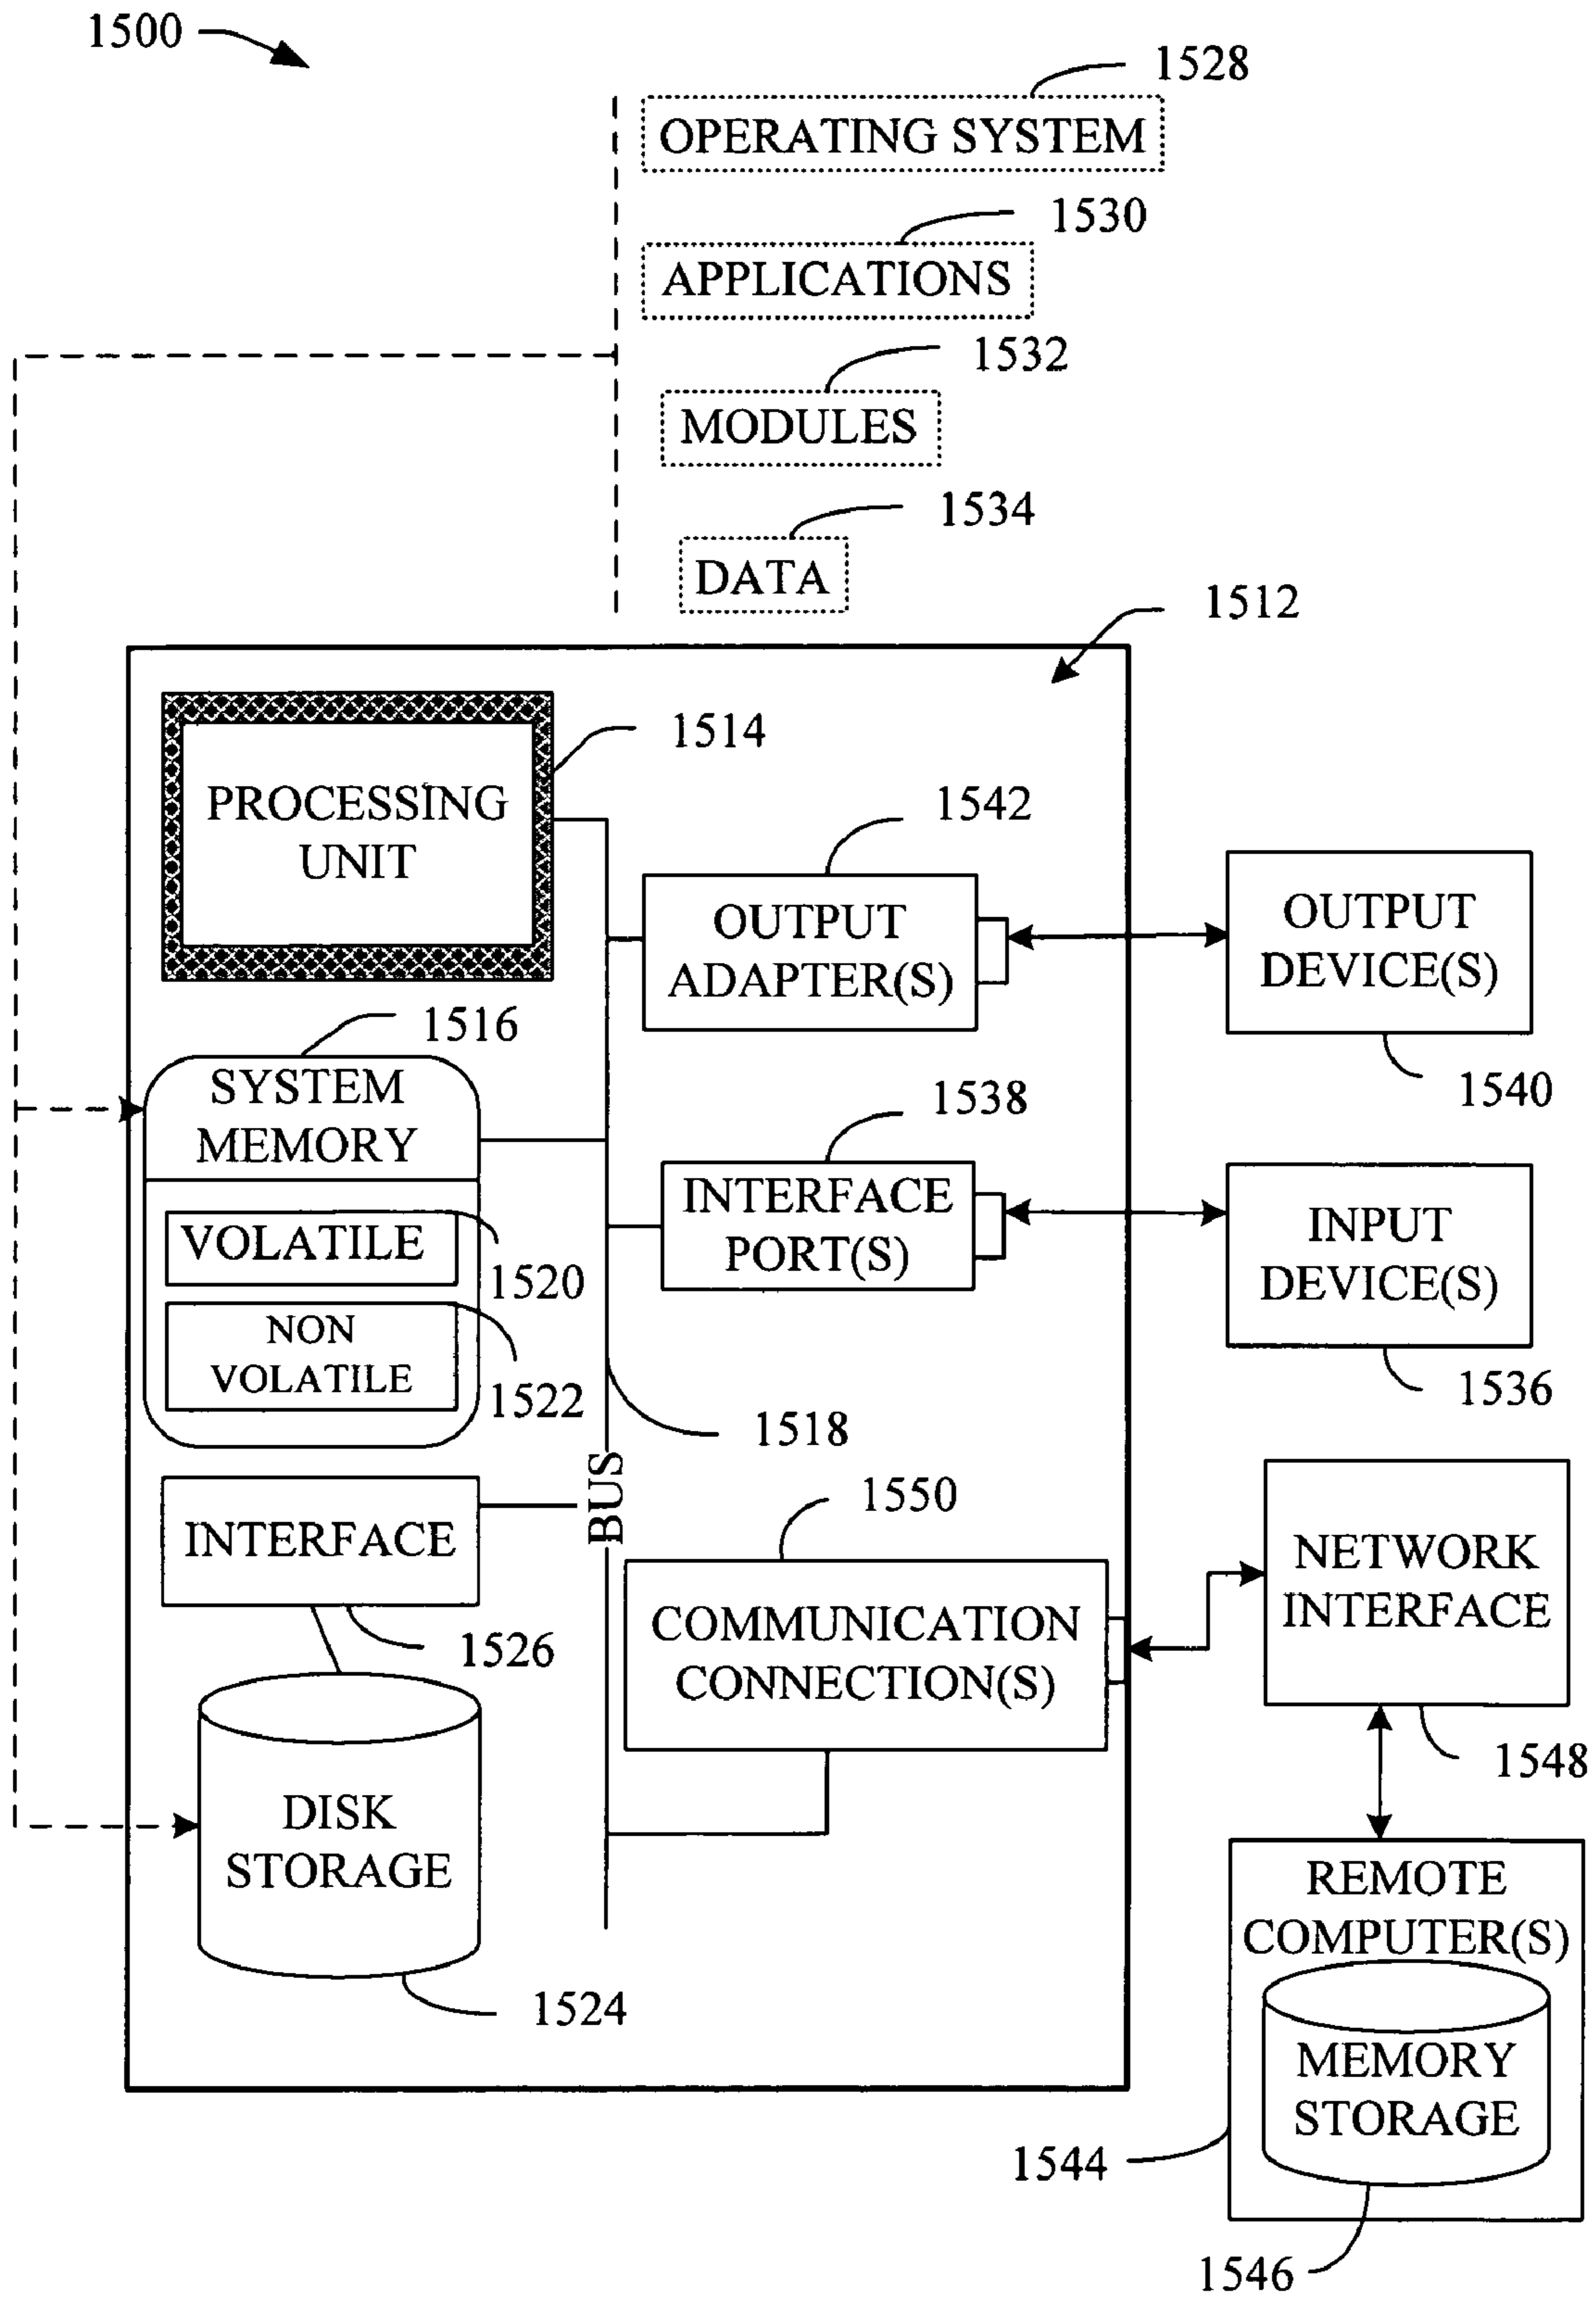 1500
1528
OPERATING SYSTEM
1530
APPLICATIONS
1532
MODULES
1534
DATA
1512
PROCESSING
UNIT
1514
1542
OUTPUT
ADAPTER(S)
OUTPUT
DEVICE(S)
1540
1516
SYSTEM
MEMORY
VOLATILE
1520
NON
VOLATILE
1522
1538
INTERFACE
PORT(S)
INPUT
DEVICE(S)
1536
1518
BUS
INTERFACE
1526
1550
COMMUNICATION
CONNECTION(S)
NETWORK
INTERFACE
1548
DISK
STORAGE
1524
REMOTE
COMPUTER(S)
MEMORY
STORAGE
1544
1546